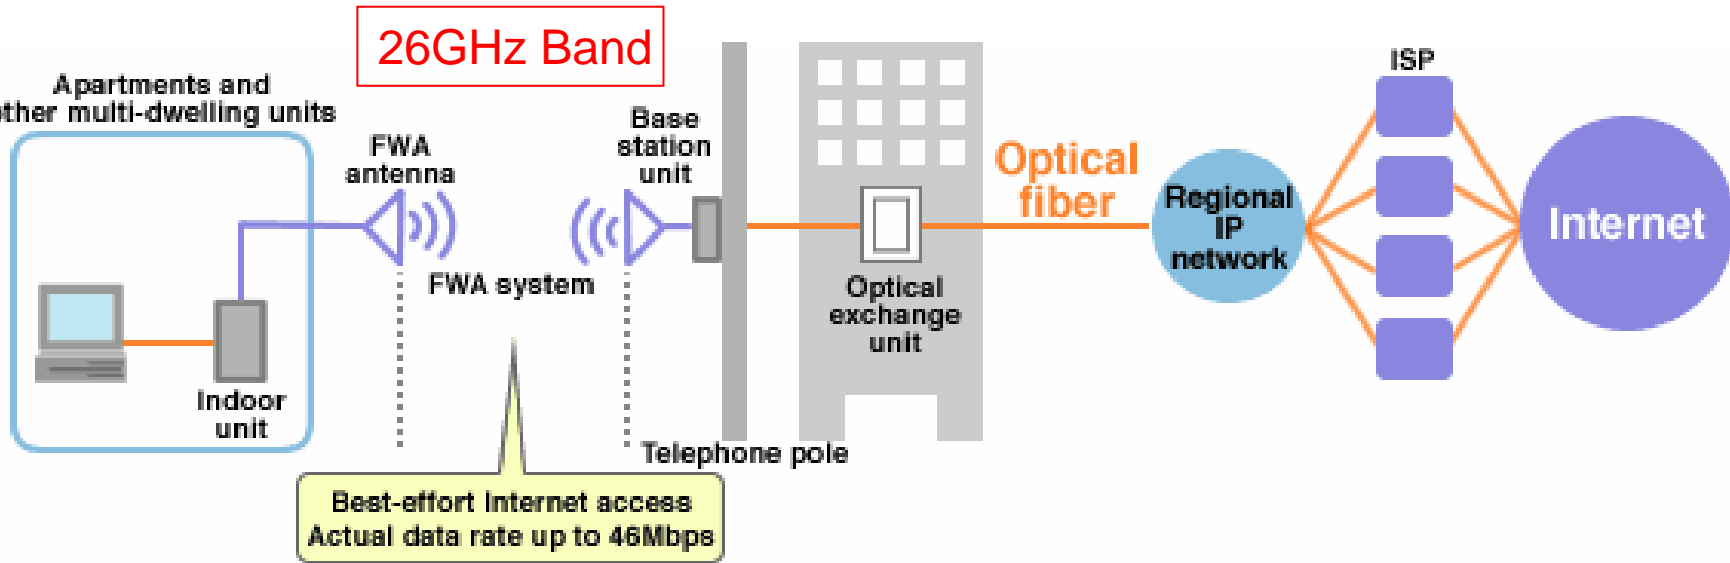 26GHz Band
Apartments and
other multi-dwelling units
FWA
antenna
Base
station
unit
FWA system
Indoor
unit
Telephone pole
Best-effort Internet access
Actual data rate up to 46Mbps
Optical
exchange
unit
Optical
fiber
Regional
IP
network
ISP
Internet